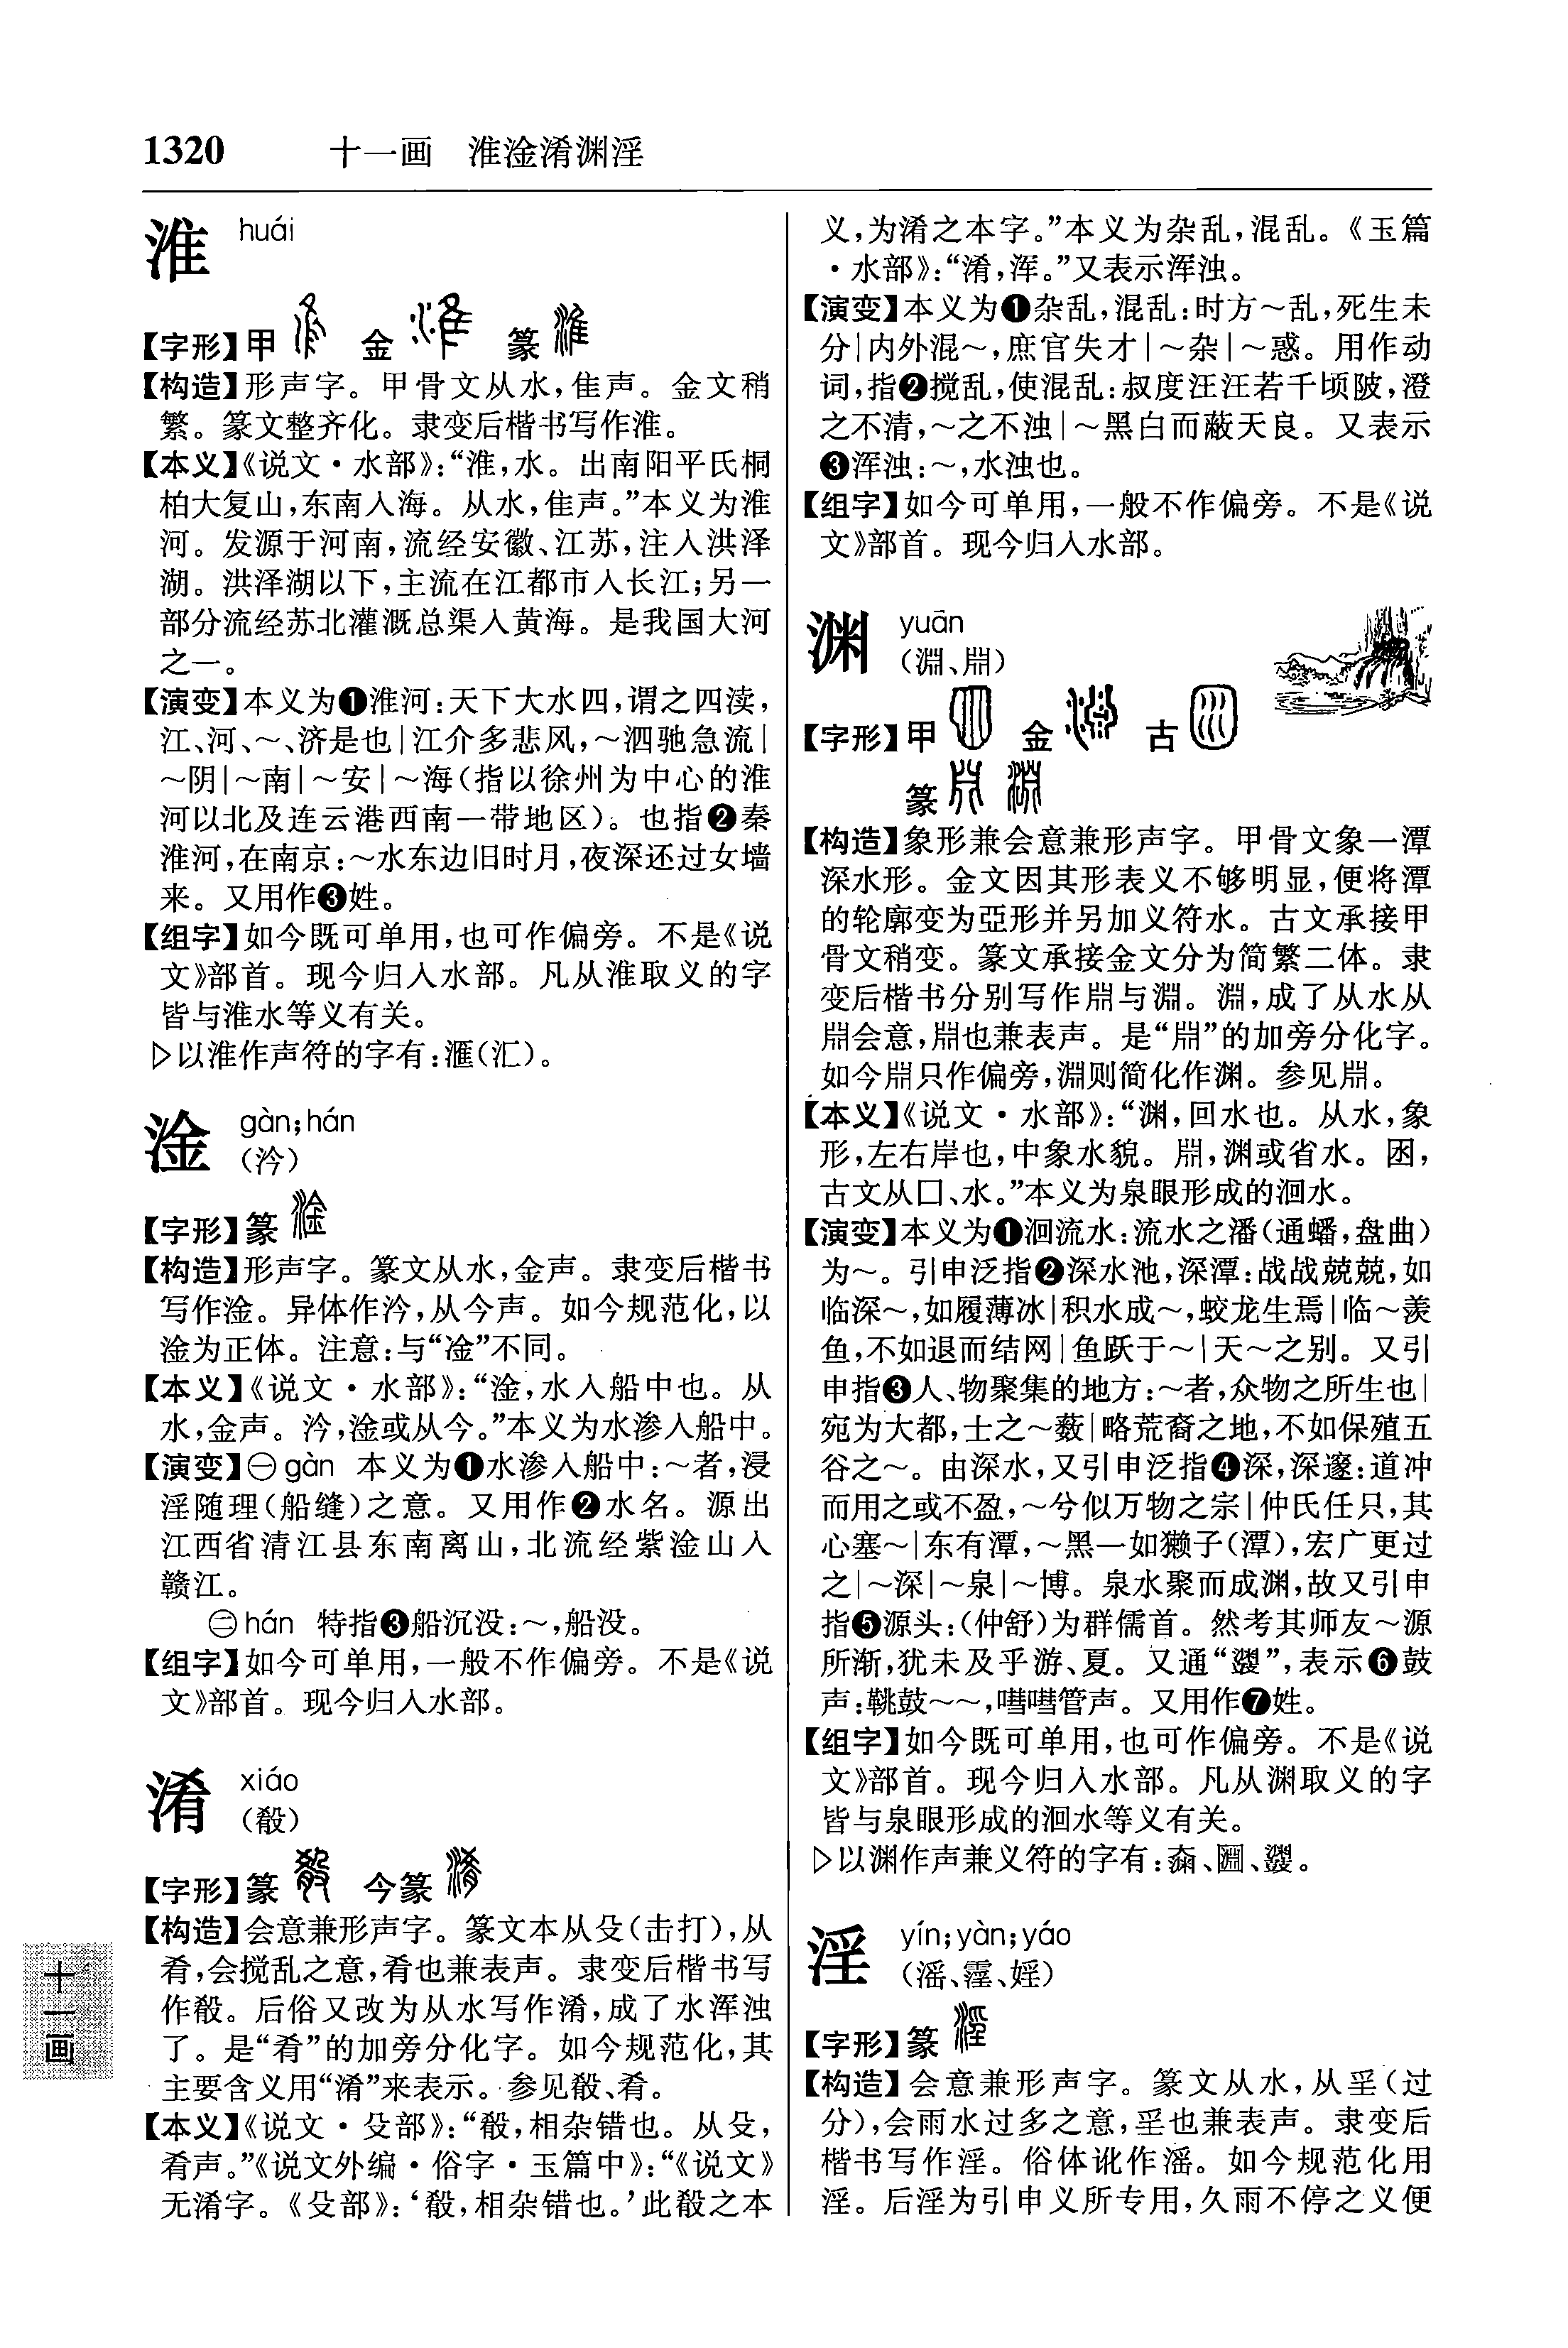 1320 十一画 淮淦淆渊淫
淮 huái
【字形】甲 金 篆
【构造】形声字。甲骨文从水,隹声。金文稍
繁。篆文整齐化。隶变后楷书写作淮。
【本义】《说文·水部》:“淮,水。出南阳平氏桐
柏大复山,东南入海。从水,隹声。”本义为淮
河。发源于河南,流经安徽、江苏,注入洪泽
湖。洪泽湖以下,主流在江都市入长江;另一
部分流经苏北灌溉总渠入黄海。是我国大河
之一。
【演变】本义为❶淮河:天下大水四,谓之四渎,
江、河、～、济是也|江介多悲风,～泗驰急流|
～阴|～南|～安|～海(指以徐州为中心的淮
河以北及连云港西南一带地区)。也指❷秦
淮河,在南京:～水东边旧时月,夜深还过女墙
来。又用作❸姓。
【组字】如今既可单用,也可作偏旁。不是《说
文》部首。现今归入水部。凡从淮取义的字
皆与淮水等义有关。
▷以淮作声符的字有:滙(汇)。
淦 gàn;hán
(汵)
【字形】篆
【构造】形声字。篆文从水,金声。隶变后楷书
写作淦。异体作汵,从今声。如今规范化,以
淦为正体。注意:与“凎”不同。
【本义】《说文·水部》:“淦,水入船中也。从
水,金声。汵,淦或从今。”本义为水渗入船中。
【演变】㊀gàn 本义为❶水渗入船中:～者,浸
淫随理(船缝)之意。又用作❷水名。源出
江西省清江县东南离山,北流经紫淦山入
赣江。
㊁hán 特指❸船沉没:～,船没。
【组字】如今可单用,一般不作偏旁。不是《说
文》部首。现今归入水部。
淆 xiáo
(殽)
【字形】篆 今篆
【构造】会意兼形声字。篆文本从殳(击打),从
肴,会搅乱之意,肴也兼表声。隶变后楷书写
作殽。后俗又改为从水写作淆,成了水浑浊
了。是“肴”的加旁分化字。如今规范化,其
主要含义用“淆”来表示。参见殽、肴。
【本义】《说文·殳部》:“殽,相杂错也。从殳,
肴声。”《说文外编·俗字·玉篇中》:“《说文》
无淆字。《殳部》:‘殽,相杂错也。’此殽之本
十一画
义,为淆之本字。”本义为杂乱,混乱。《玉篇
·水部》:“淆,浑。”又表示浑浊。
【演变】本义为❶杂乱,混乱:时方～乱,死生未
分|内外混～,庶官失才|～杂|～惑。用作动
词,指❷搅乱,使混乱:叔度汪汪若千顷陂,澄
之不清,～之不浊|～黑白而蔽天良。又表示
❸浑浊:～,水浊也。
【组字】如今可单用,一般不作偏旁。不是《说
文》部首。现今归入水部。
渊 yuān
(淵、𣶒)
【字形】甲 金 古
篆
【构造】象形兼会意兼形声字。甲骨文象一潭
深水形。金文因其形表义不够明显,便将潭
的轮廓变为亞形并另加义符水。古文承接甲
骨文稍变。篆文承接金文分为简繁二体。隶
变后楷书分别写作𣶒与淵。淵,成了从水从
𣶒会意,𣶒也兼表声。是“𣶒”的加旁分化字。
如今𣶒只作偏旁,淵则简化作渊。参见𣶒。
【本义】《说文·水部》:“渊,回水也。从水,象
形,左右岸也,中象水貌。𣶒,渊或省水。囦,
古文从口、水。”本义为泉眼形成的洄水。
【演变】本义为❶洄流水:流水之潘(通蟠,盘曲)
为～。引申泛指❷深水池,深潭:战战兢兢,如
临深～,如履薄冰|积水成～,蛟龙生焉|临～羡
鱼,不如退而结网|鱼跃于～|天～之别。又引
申指❸人、物聚集的地方:～者,众物之所生也|
宛为大都,士之～薮|略荒裔之地,不如保殖五
谷之～。由深水,又引申泛指❹深,深邃:道冲
而用之或不盈,～兮似万物之宗|仲氏任只,其
心塞～|东有潭,～黑一如獭子(潭),宏广更过
之|～深|～泉|～博。泉水聚而成渊,故又引申
指❺源头:(仲舒)为群儒首。然考其师友～源
所渐,犹未及乎游、夏。又通“鼝”,表示❻鼓
声:鞉鼓～～,嘒嘒管声。又用作❼姓。
【组字】如今既可单用,也可作偏旁。不是《说
文》部首。现今归入水部。凡从渊取义的字
皆与泉眼形成的洄水等义有关。
▷以渊作声兼义符的字有:奫。
淫 yín;yàn;yáo
(滛、霪、婬)
【字形】篆
【构造】会意兼形声字。篆文从水,从㸒(过
分),会雨水过多之意,㸒也兼表声。隶变后
楷书写作淫。俗体讹作滛。如今规范化用
淫。后淫为引申义所专用,久雨不停之义便